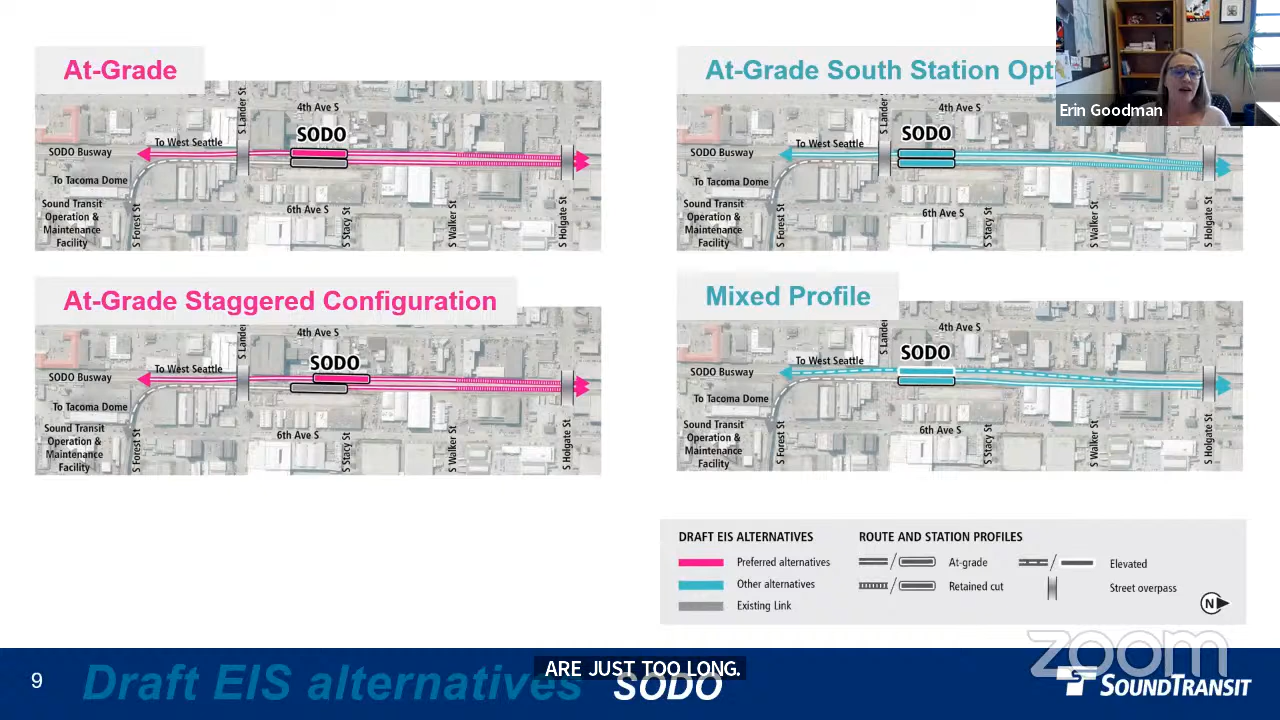 At-Grade
S Lander St
4th Ave S
SODO
To West Seattle
SODO Busway
To Tacoma Dome
Sound Transit
Operation &
Maintenance
Facility
S Forest St
6th Ave S
S Stacy St
S Walker St
S Holgate St
At-Grade South Station Opt
S Lander St
4th Ave S
SODO
To West Seattle
SODO Busway
To Tacoma Dome
Sound Transit
Operation &
Maintenance
Facility
S Forest St
6th Ave S
S Stacy St
S Walker St
S Holgate St
Erin Goodman
At-Grade Staggered Configuration
S Lander
4th Ave S
SODO
To West Seattle
SODO Busway
To Tacoma Dome
Sound Transit
Operation &
Maintenance
Facility
S Forest St
6th Ave S
S Stacy St
S Walker St
S Holgate St
Mixed Profile
S Lander
4th Ave S
SODO
To West Seattle
SODO Busway
To Tacoma Dome
Sound Transit
Operation &
Maintenance
Facility
S Forest St
6th Ave S
S Stacy St
S Walker St
S Holgate St
DRAFT EIS ALTERNATIVES
Preferred alternatives
Other alternatives
Existing Link
ROUTE AND STATION PROFILES
At-grade
Elevated
Retained cut
Street overpass
N
zoom
ARE JUST TOO LONG.
9
Draft EIS alternatives SODO
SOUNDTRANSIT